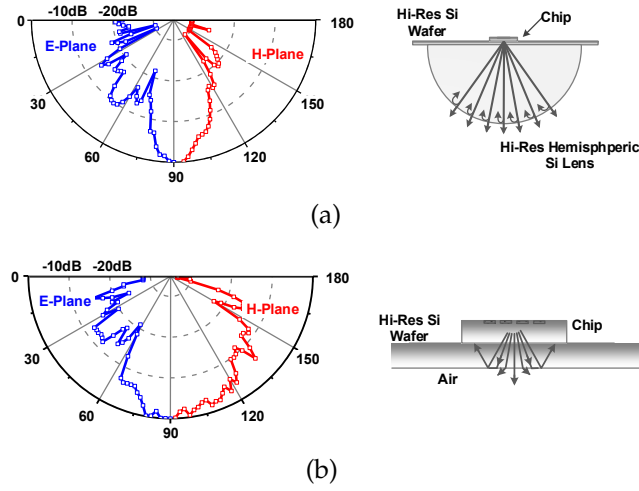 -10dB -20dB
0 180
E-Plane H-Plane
30 150
60 120
90
Hi-Res Si
Wafer
Chip
Hi-Res Hemisphperic
Si Lens
(a)
-10dB -20dB
0 180
E-Plane H-Plane
30 150
60 120
90
Hi-Res Si
Wafer
Chip
Air
(b)